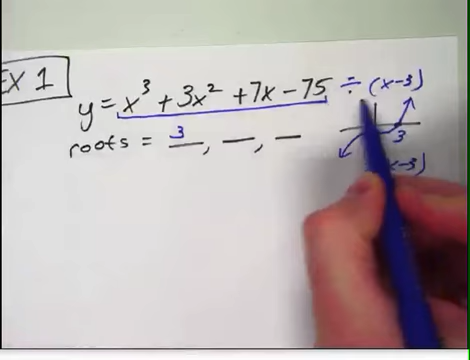 EX 1
y = x³ + 3x² + 7x - 75 ÷ (x-3)
roots = 3, __, __
3
x-3)